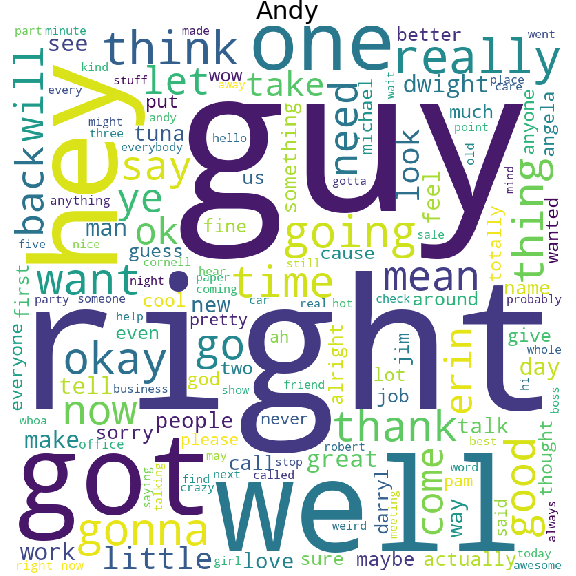 Andy
part minute made went
kind
stuff
every
see think one really better
wow
away
let take dwight
wait place care
back will hey might
three andy
tuna put guy need michael look much
point
anyone angela
everybody hello us something
gotta old mind
anything say ye
man ok fine going feel sale thing
totally wanted
five nice guess cause
cornell hear still
first want night paper coming time mean name
party someone cool new car real hot check around probably
everyone help even pretty ah right alright lot jim give whole
okay go two job erin day hi
tell business god show friend
boss
whoa now people never thank talk
make office sorry please great robert best thought
may call stop word come good
got saying talking find crazy next called well weird darryl meeting pam way said always
gonna
work little girl love sure maybe actually today
right now awesome